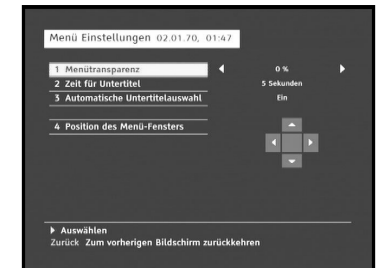 Menü Einstellungen 02.01.70, 01:47
1 Menütransparenz 0 %
2 Zeit für Untertitel 5 Sekunden
3 Automatische Untertitelauswahl Ein
4 Position des Menü-Fensters
Auswählen
Zurück Zum vorherigen Bildschirm zurückkehren